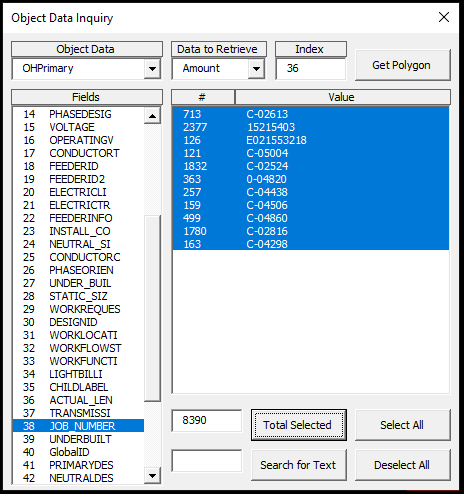 Object Data Inquiry
Object Data Data to Retrieve Index
OHPrimary Amount 36 Get Polygon
Fields # Value
14 PHASEDESIG
15 VOLTAGE
16 OPERATINGV
17 CONDUCTORT
18 FEEDERID
19 FEEDERID2
20 ELECTRICLI
21 ELECTRICTR
22 FEEDERINFO
23 INSTALL_CO
24 NEUTRAL_SI
25 CONDUCTORC
26 PHASEORIEN
27 UNDER_BUIL
28 STATIC_SIZ
29 WORKREQUES
30 DESIGNID
31 WORKLOCATI
32 WORKFLOWST
33 WORKFUNCTI
34 LIGHTBILLI
35 CHILDLABEL
36 ACTUAL_LEN
37 TRANSMISSI
38 JOB_NUMBER
39 UNDERBUILT
40 GlobalID
41 PRIMARYDES
42 NEUTRALDES
713 C-02613
2377 15215403
126 E021553218
121 C-05004
1832 C-02524
363 0-04820
257 C-04438
159 C-04506
499 C-04860
1780 C-02816
163 C-04298
8390 Total Selected Select All
Search for Text Deselect All